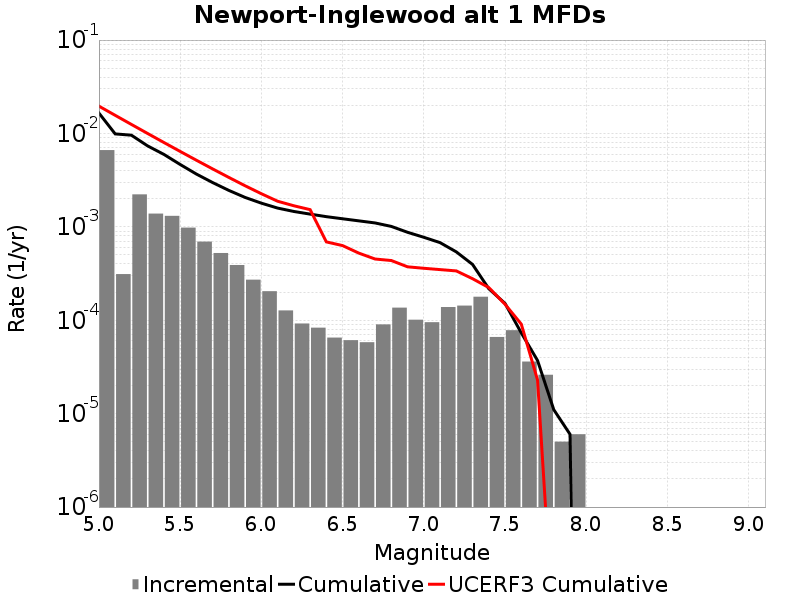 Newport-Inglewood alt 1 MFDs
10-1
10-2
10-3
10-4
10-5
10-6
Rate (1/yr)
5.0 5.5 6.0 6.5 7.0 7.5 8.0 8.5 9.0
Magnitude
Incremental Cumulative UCERF3 Cumulative